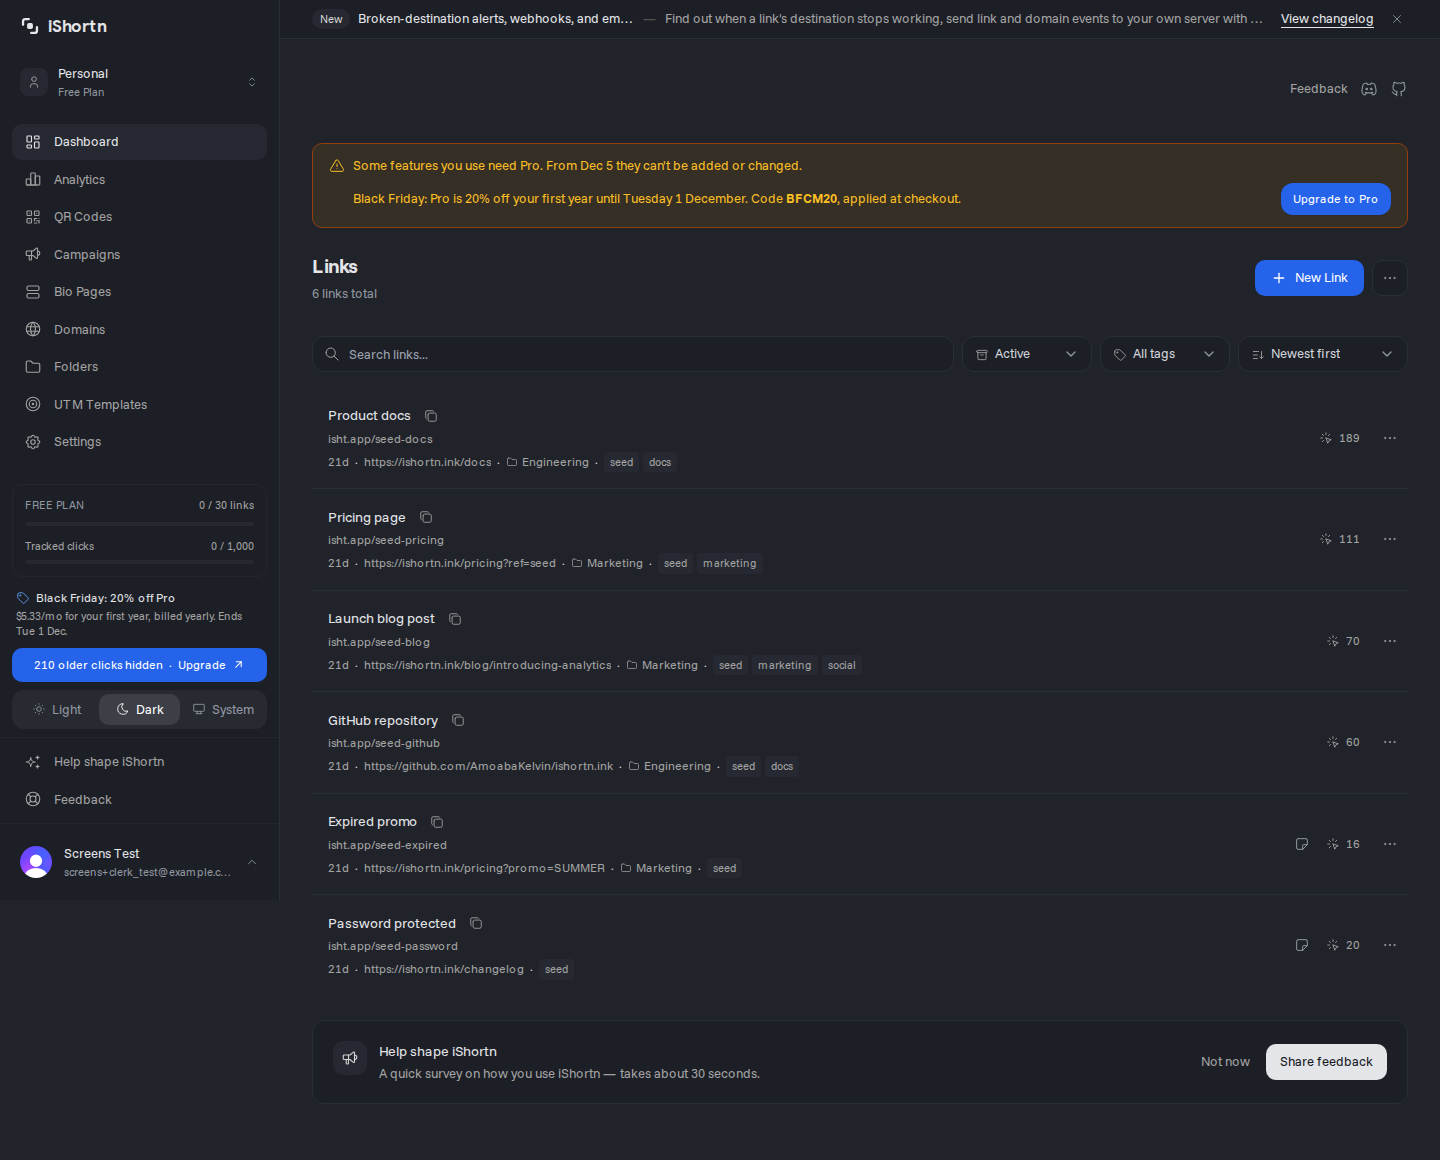 iShortn
Personal
Free Plan
Dashboard
Analytics
QR Codes
Campaigns
Bio Pages
Domains
Folders
UTM Templates
Settings
FREE PLAN 0 / 30 links
Tracked clicks 0 / 1,000
Black Friday: 20% off Pro
$5.33/mo for your first year, billed yearly. Ends
Tue 1 Dec.
210 older clicks hidden · Upgrade
Light Dark System
Help shape iShortn
Feedback
Screens Test
screens+clerk_test@example.c...
New Broken-destination alerts, webhooks, and em... — Find out when a link's destination stops working, send link and domain events to your own server with ... View changelog
Feedback
Some features you use need Pro. From Dec 5 they can't be added or changed.
Black Friday: Pro is 20% off your first year until Tuesday 1 December. Code BFCM20, applied at checkout. Upgrade to Pro
Links
6 links total
New Link
Search links... Active All tags Newest first
Product docs
isht.app/seed-docs
21d · https://ishortn.ink/docs · Engineering · seed docs
189
Pricing page
isht.app/seed-pricing
21d · https://ishortn.ink/pricing?ref=seed · Marketing · seed marketing
111
Launch blog post
isht.app/seed-blog
21d · https://ishortn.ink/blog/introducing-analytics · Marketing · seed marketing social
70
GitHub repository
isht.app/seed-github
21d · https://github.com/AmoabaKelvin/ishortn.ink · Engineering · seed docs
60
Expired promo
isht.app/seed-expired
21d · https://ishortn.ink/pricing?promo=SUMMER · Marketing · seed
16
Password protected
isht.app/seed-password
21d · https://ishortn.ink/changelog · seed
20
Help shape iShortn
A quick survey on how you use iShortn — takes about 30 seconds.
Not now Share feedback